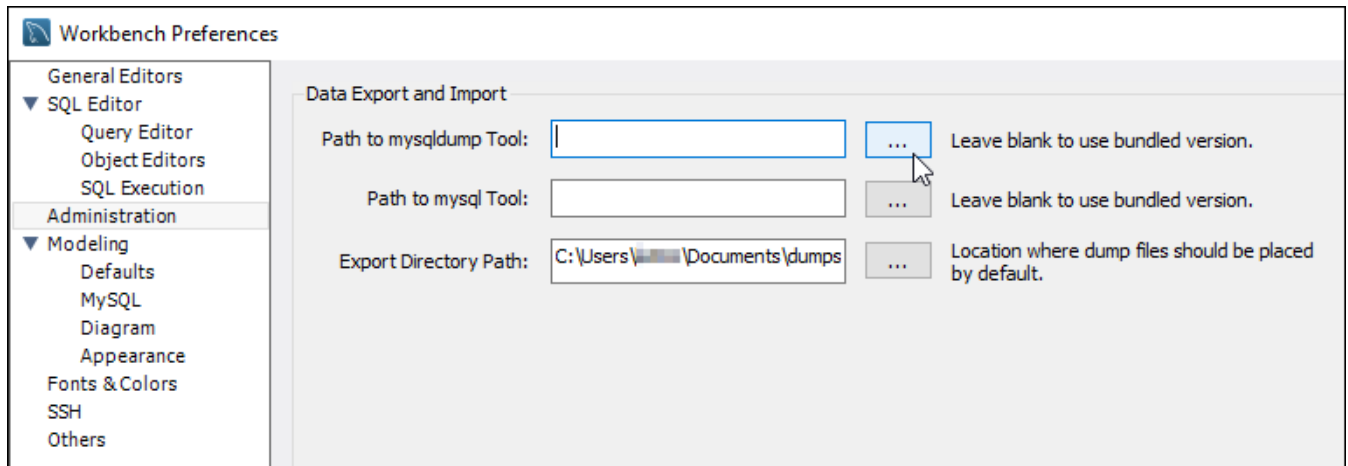 Workbench Preferences
General Editors
SQL Editor
Query Editor
Object Editors
SQL Execution
Administration
Modeling
Defaults
MySQL
Diagram
Appearance
Fonts & Colors
SSH
Others
Data Export and Import
Path to mysqldump Tool:
...
Leave blank to use bundled version.
Path to mysql Tool:
...
Leave blank to use bundled version.
Export Directory Path:
C:\Users\ \Documents\dumps
...
Location where dump files should be placed
by default.